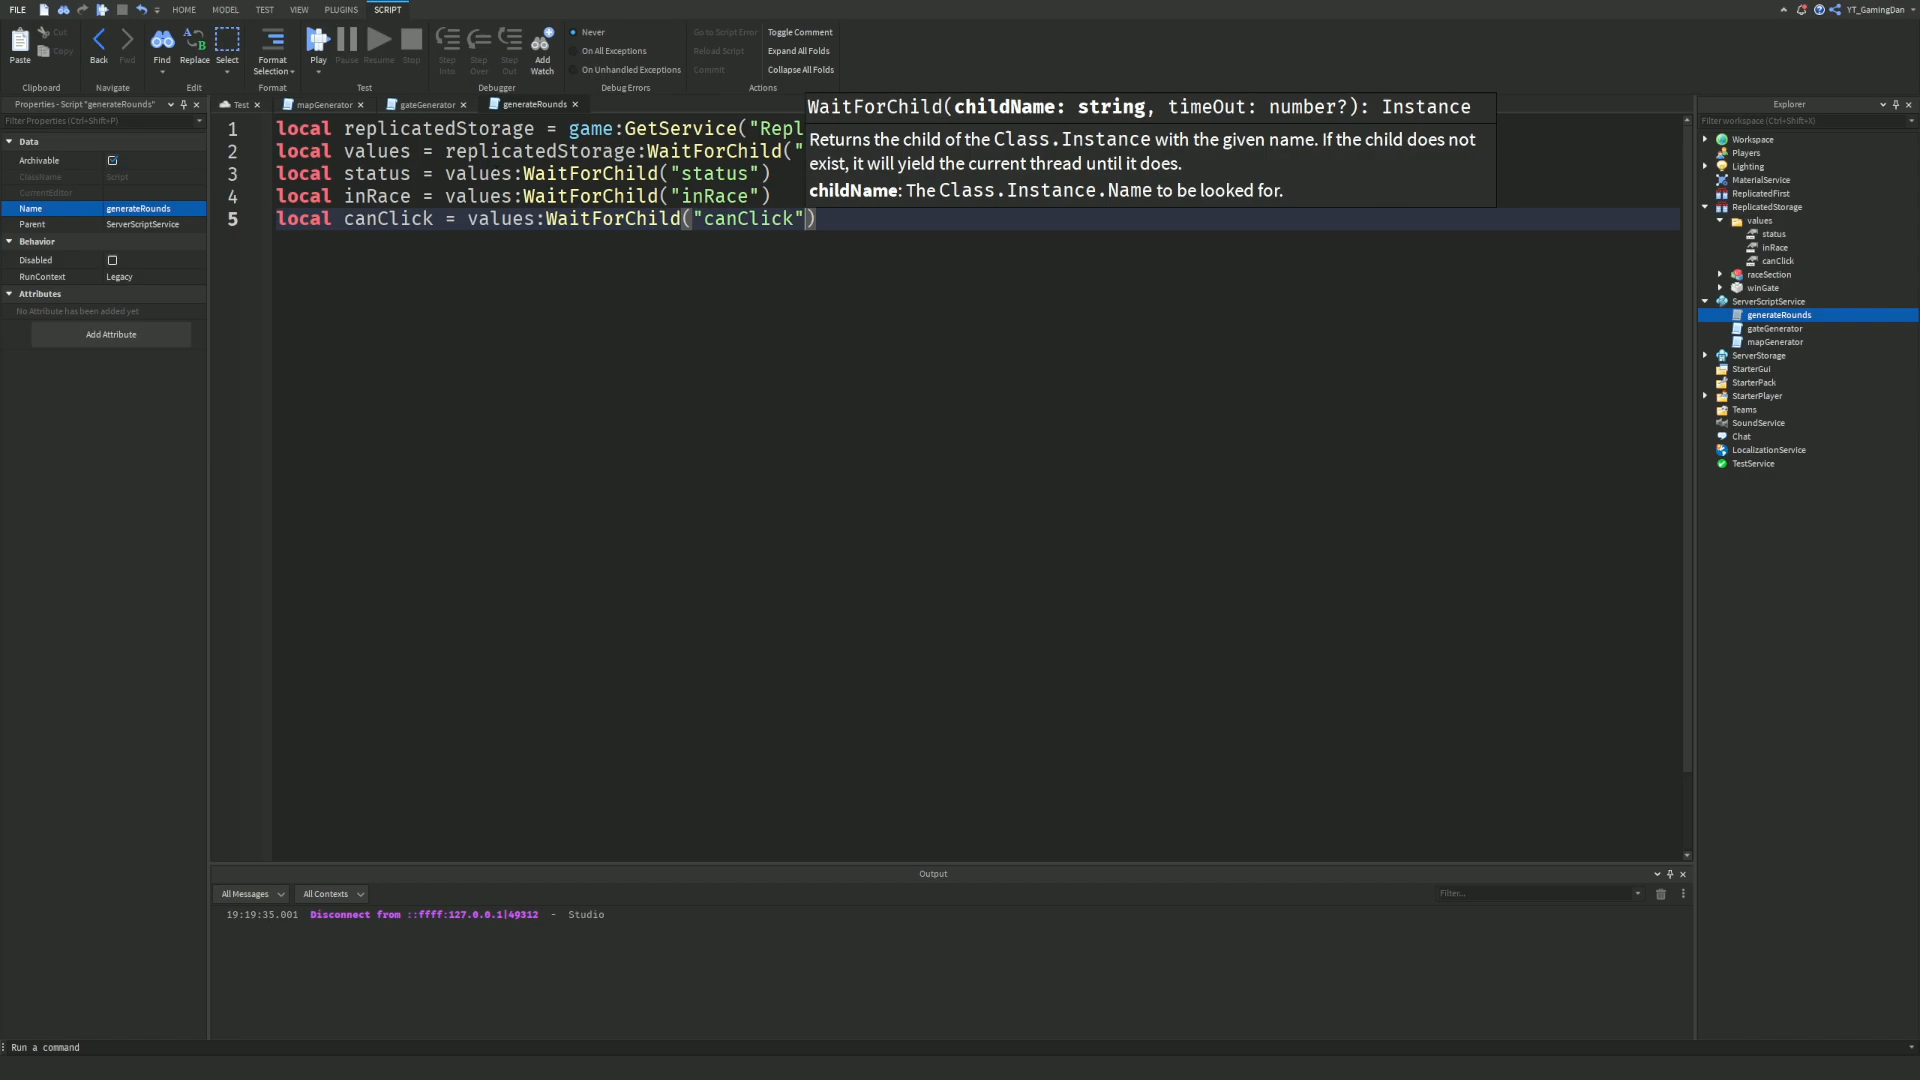 FILE HOME MODEL TEST VIEW PLUGINS SCRIPT YT_GamingDan
Paste Cut Copy Back Fwd Find Replace Select Format Selection Play Pause Resume Stop Step Into Step Over Step Out Add Watch
Never Go to Script Error Toggle Comment
On All Exceptions Reload Script Expand All Folds
On Unhandled Exceptions Commit Collapse All Folds
Clipboard Navigate Edit Format Test Debugger Debug Errors Actions
Properties - Script "generateRounds"
Filter Properties (Ctrl+Shift+P)
Data
Archivable
ClassName Script
CurrentEditor
Name generateRounds
Parent ServerScriptService
Behavior
Disabled
RunContext Legacy
Attributes
No Attribute has been added yet
Add Attribute
Test mapGenerator gateGenerator generateRounds
1 local replicatedStorage = game:GetService("Repl
2 local values = replicatedStorage:WaitForChild("
3 local status = values:WaitForChild("status")
4 local inRace = values:WaitForChild("inRace")
5 local canClick = values:WaitForChild("canClick")
WaitForChild(childName: string, timeOut: number?): Instance
Returns the child of the Class.Instance with the given name. If the child does not
exist, it will yield the current thread until it does.
childName: The Class.Instance.Name to be looked for.
Output
All Messages All Contexts Filter...
19:19:35.001 Disconnect from ::ffff:127.0.0.1|49312 - Studio
Run a command
Explorer
Filter workspace (Ctrl+Shift+X)
Workspace
Players
Lighting
MaterialService
ReplicatedFirst
ReplicatedStorage
values
status
inRace
canClick
raceSection
winGate
ServerScriptService
generateRounds
gateGenerator
mapGenerator
ServerStorage
StarterGui
StarterPack
StarterPlayer
Teams
SoundService
Chat
LocalizationService
TestService